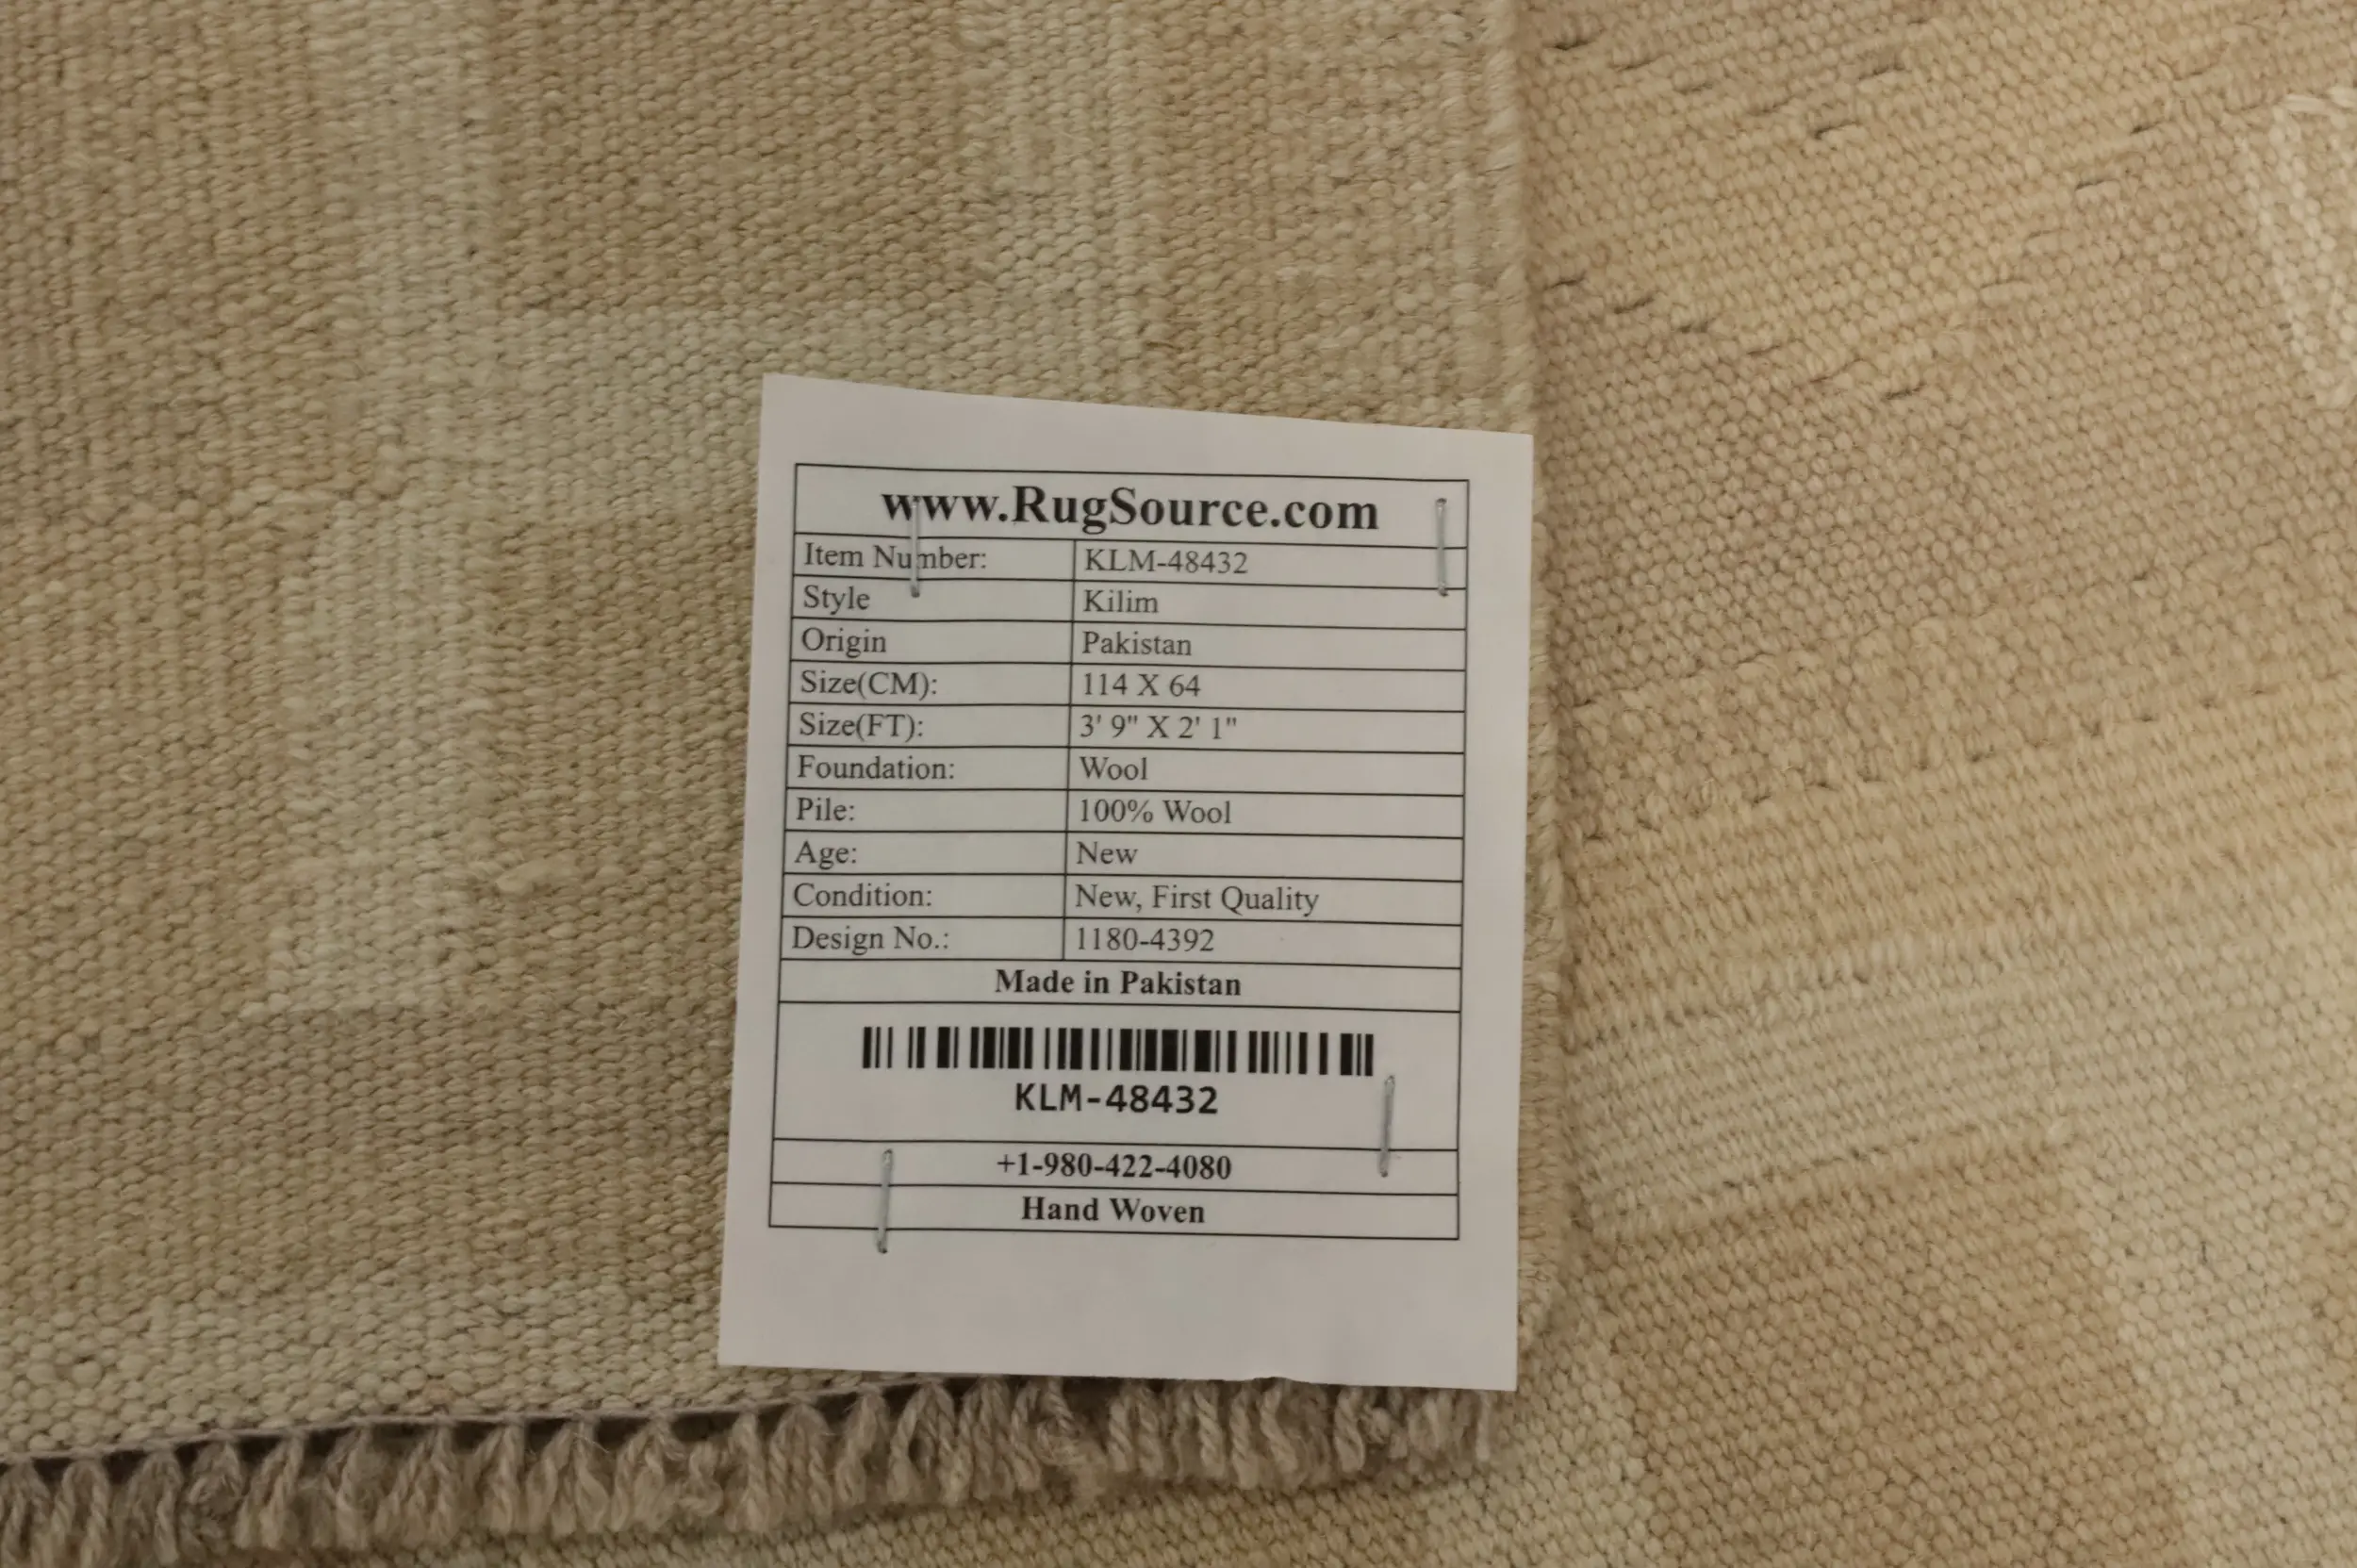 www.RugSource.com
Item Number: KLM-48432
Style Kilim
Origin Pakistan
Size(CM): 114 X 64
Size(FT): 3' 9" X 2' 1"
Foundation: Wool
Pile: 100% Wool
Age: New
Condition: New, First Quality
Design No.: 1180-4392
Made in Pakistan
KLM-48432
+1-980-422-4080
Hand Woven